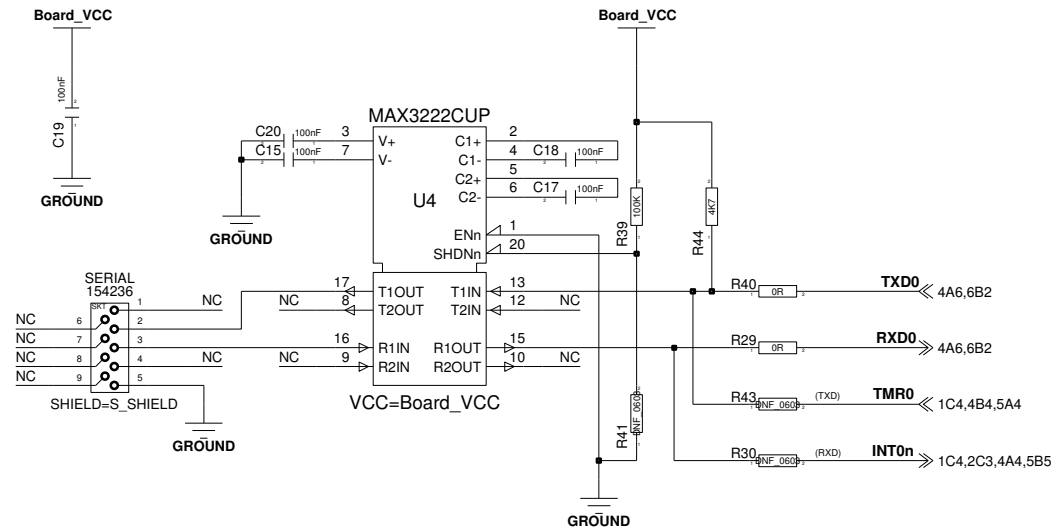 Board_VCC
100nF
C19
GROUND
MAX3222CUP
C20 100nF 3 V+
C15 100nF 7 V-
C1+ 2
C1- 4 C18 100nF
C2+ 5
C2- 6 C17 100nF
U4
ENn 1
SHDNn 20
GROUND
Board_VCC
R39 100K
R44 4K7
SERIAL
154236
SKT
1 NC
NC 6
2
NC 7
3
NC 8
4 NC
NC 9
5
SHIELD=S_SHIELD
GROUND
17 T1OUT T1IN 13
8 T2OUT T2IN 12 NC
NC
16 R1IN R1OUT 15
NC 9 R2IN R2OUT 10 NC
VCC=Board_VCC
R41 DNF_0603
GROUND
R40 0R TXD0 4A6,6B2
R29 0R RXD0 4A6,6B2
R43 DNF_0603 (TXD) TMR0 1C4,4B4,5A4
R30 DNF_0603 (RXD) INT0n 1C4,2C3,4A4,5B5